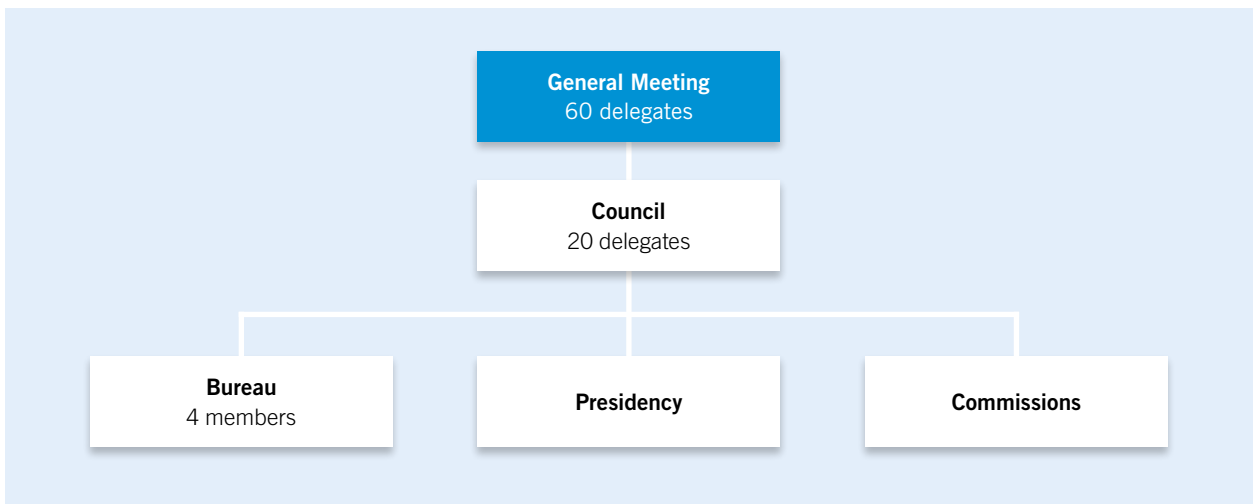 General Meeting
60 delegates
Council
20 delegates
Bureau
4 members
Presidency
Commissions